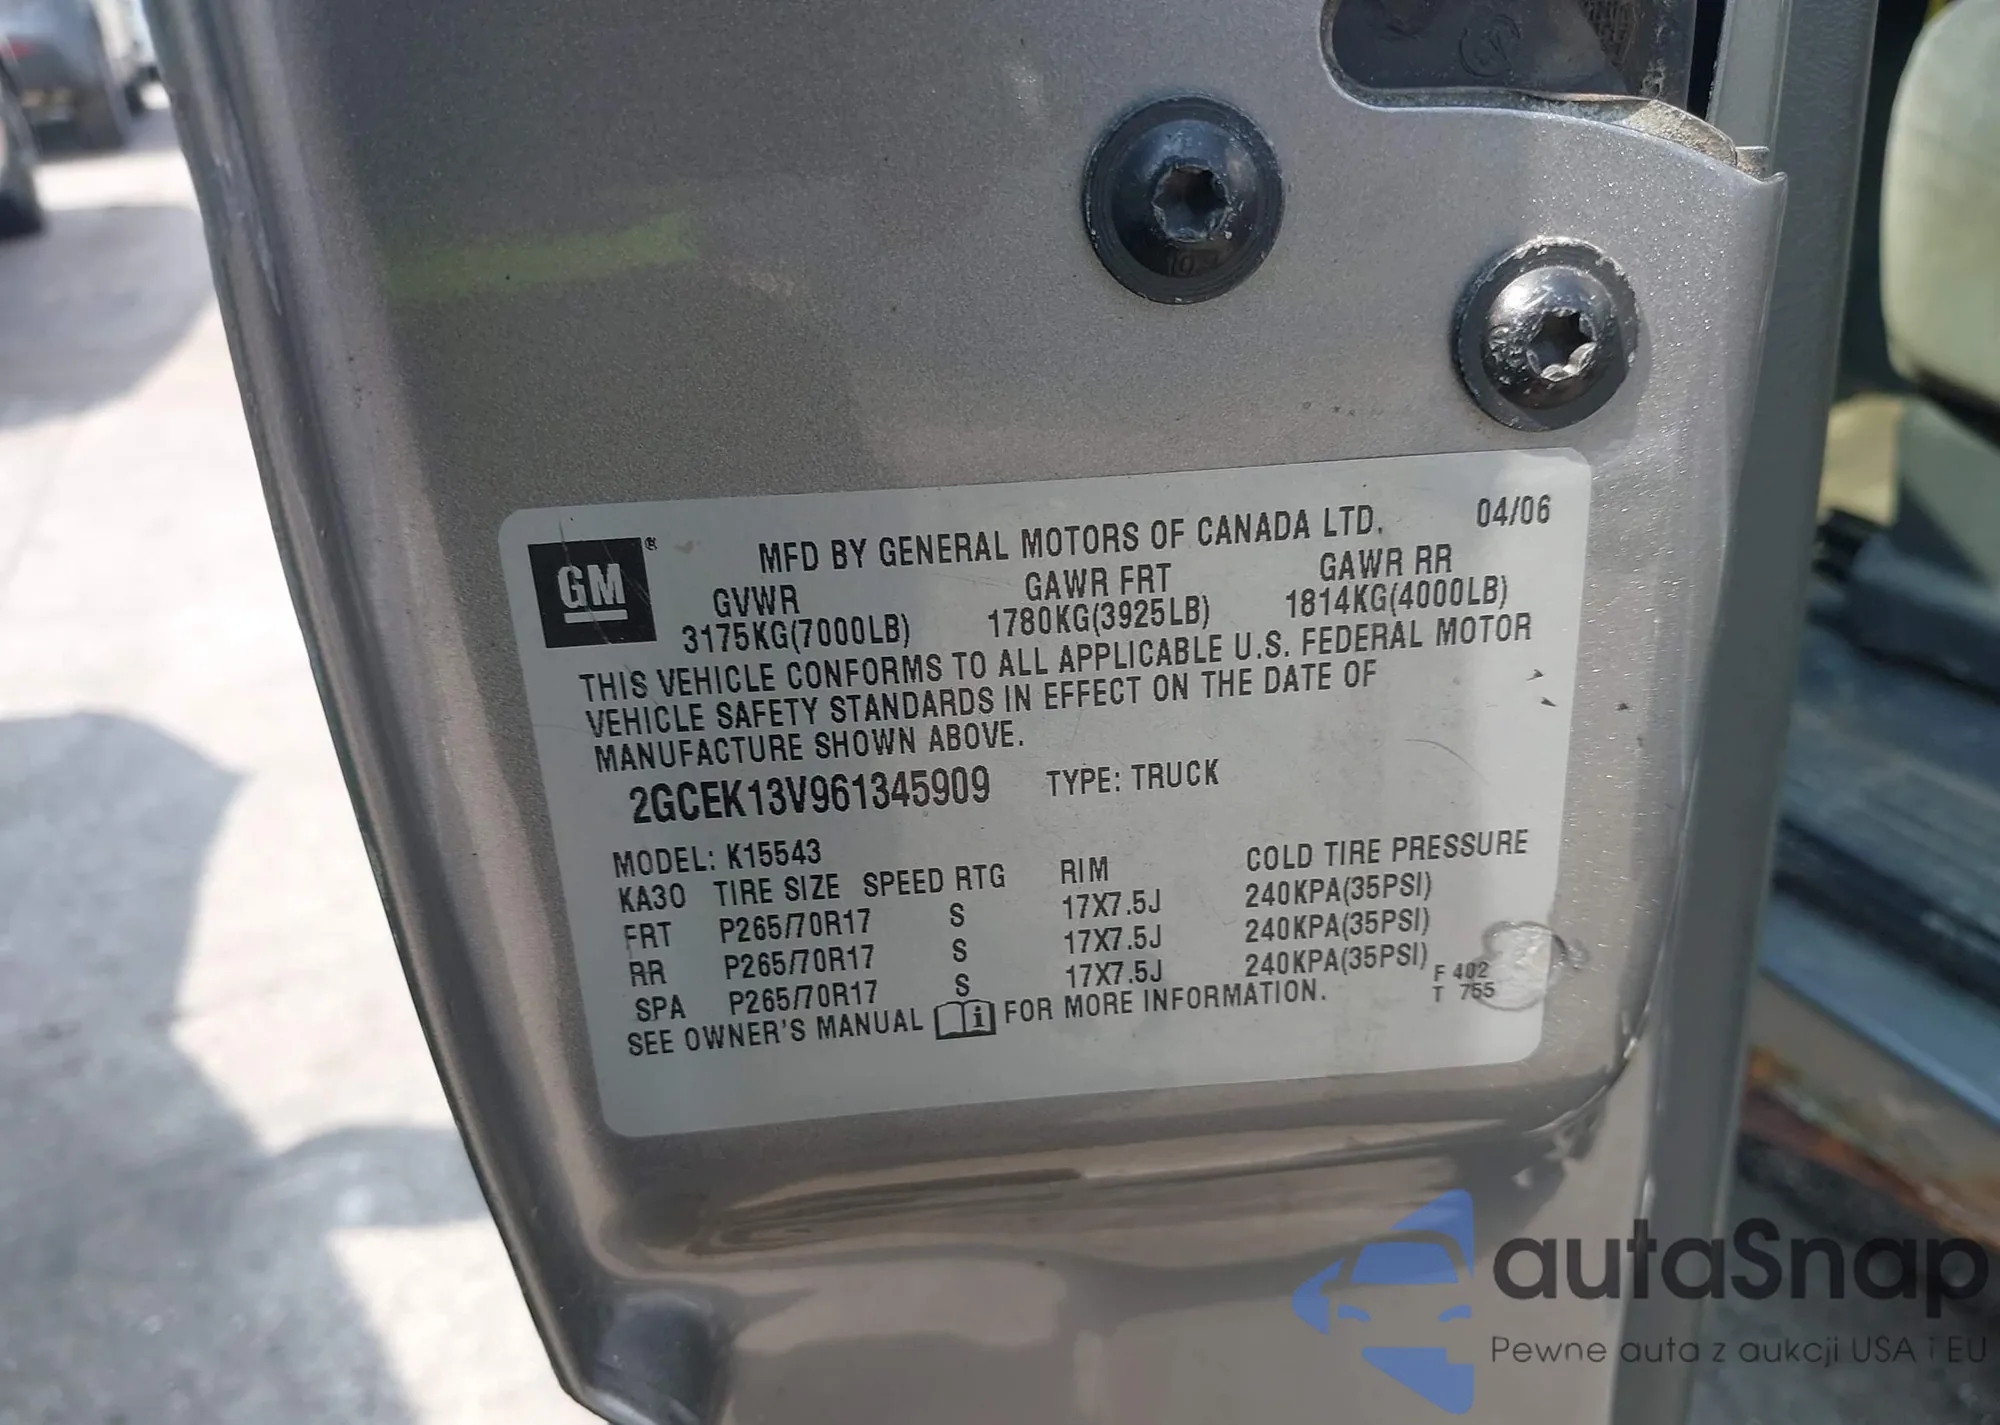 GM®
MFD BY GENERAL MOTORS OF CANADA LTD. 04/06
GVWR GAWR FRT GAWR RR
3175KG(7000LB) 1780KG(3925LB) 1814KG(4000LB)
THIS VEHICLE CONFORMS TO ALL APPLICABLE U.S. FEDERAL MOTOR
VEHICLE SAFETY STANDARDS IN EFFECT ON THE DATE OF
MANUFACTURE SHOWN ABOVE.
2GCEK13V961345909 TYPE: TRUCK
MODEL: K15543
KA30 TIRE SIZE SPEED RTG RIM COLD TIRE PRESSURE
FRT P265/70R17 S 17X7.5J 240KPA(35PSI)
RR P265/70R17 S 17X7.5J 240KPA(35PSI)
SPA P265/70R17 S 17X7.5J 240KPA(35PSI)
SEE OWNER'S MANUAL i FOR MORE INFORMATION.
F 402
T 755
autaSnap
Pewne auta z aukcji USA i EU